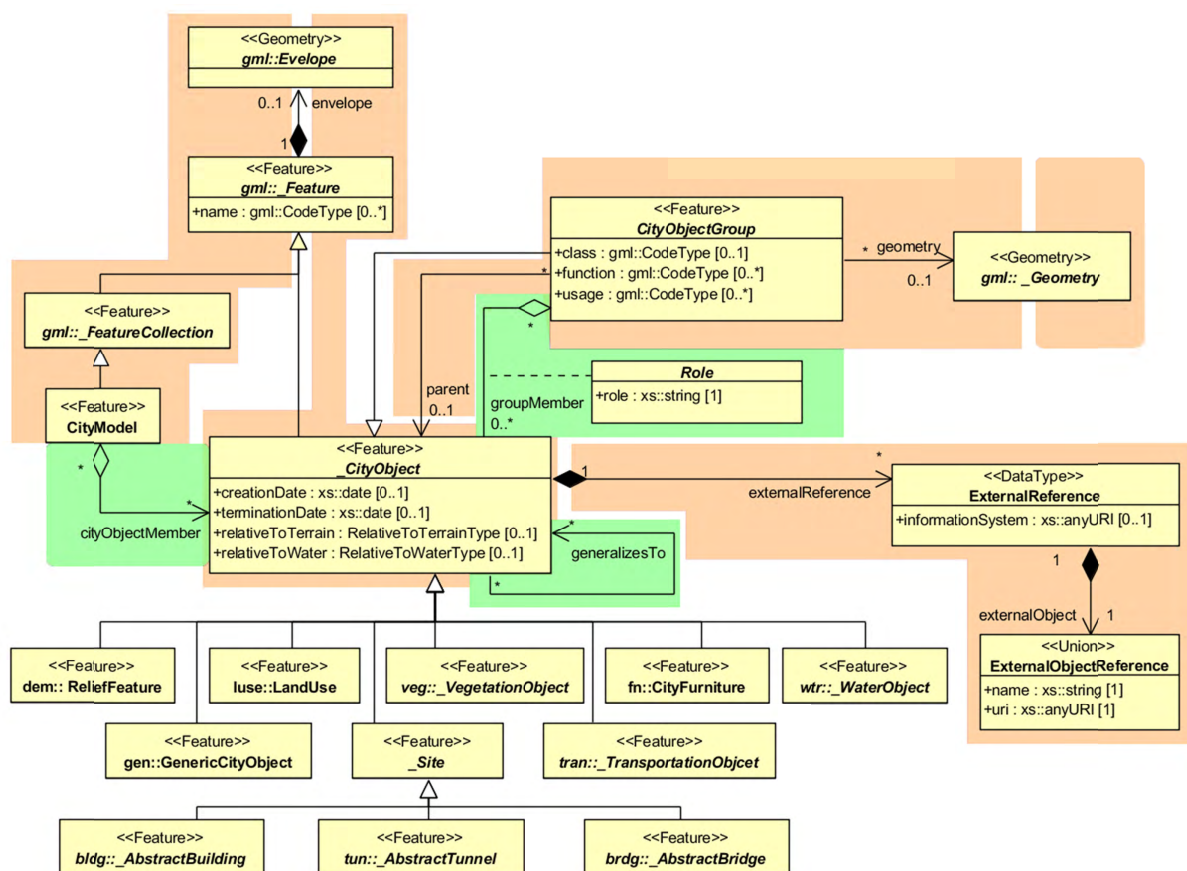 <<Geometry>>
gml::Evelope
0..1
envelope
1
<<Feature>>
gml::_Feature
+name : gml::CodeType [0..*]
<<Feature>>
CityObjectGroup
+class : gml::CodeType [0..1]
+function : gml::CodeType [0..*]
+usage : gml::CodeType [0..*]
*
geometry
0..1
<<Geometry>>
gml:: _Geometry
*
*
<<Feature>>
gml::_FeatureCollection
Role
+role : xs::string [1]
parent
0..1
groupMember
0..*
<<Feature>>
CityModel
*
*
cityObjectMember
<<Feature>>
_CityObject
+creationDate : xs::date [0..1]
+terminationDate : xs::date [0..1]
+relativeToTerrain : RelativeToTerrainType [0..1]
+relativeToWater : RelativeToWaterType [0..1]
1
*
externalReference
<<DataType>>
ExternalReference
+informationSystem : xs::anyURI [0..1]
*
generalizesTo
*
1
externalObject
1
<<Union>>
ExternalObjectReference
+name : xs::string [1]
+uri : xs::anyURI [1]
<<Feature>>
dem:: ReliefFeature
<<Feature>>
luse::LandUse
<<Feature>>
veg::_VegetationObject
<<Feature>>
frn::CityFurniture
<<Feature>>
wtr::_WaterObject
<<Feature>>
gen::GenericCityObject
<<Feature>>
_Site
<<Feature>>
tran::_TransportationObjcet
<<Feature>>
bldg::_AbstractBuilding
<<Feature>>
tun::_AbstractTunnel
<<Feature>>
brdg::_AbstractBridge